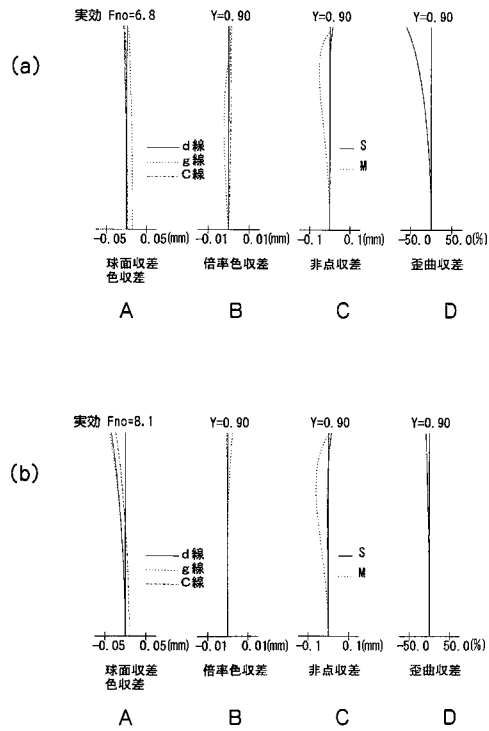 実効 Fno=6.8 Y=0.90 Y=0.90 Y=0.90
(a)
d線
g線
C線
S
M
-0.05 0.05(mm) -0.01 0.01(mm) -0.1 0.1(mm) -50.0 50.0(%)
球面収差 倍率色収差 非点収差 歪曲収差
色収差
A B C D
実効 Fno=8.1 Y=0.90 Y=0.90 Y=0.90
(b)
d線
g線
C線
S
M
-0.05 0.05(mm) -0.01 0.01(mm) -0.1 0.1(mm) -50.0 50.0(%)
球面収差 倍率色収差 非点収差 歪曲収差
色収差
A B C D